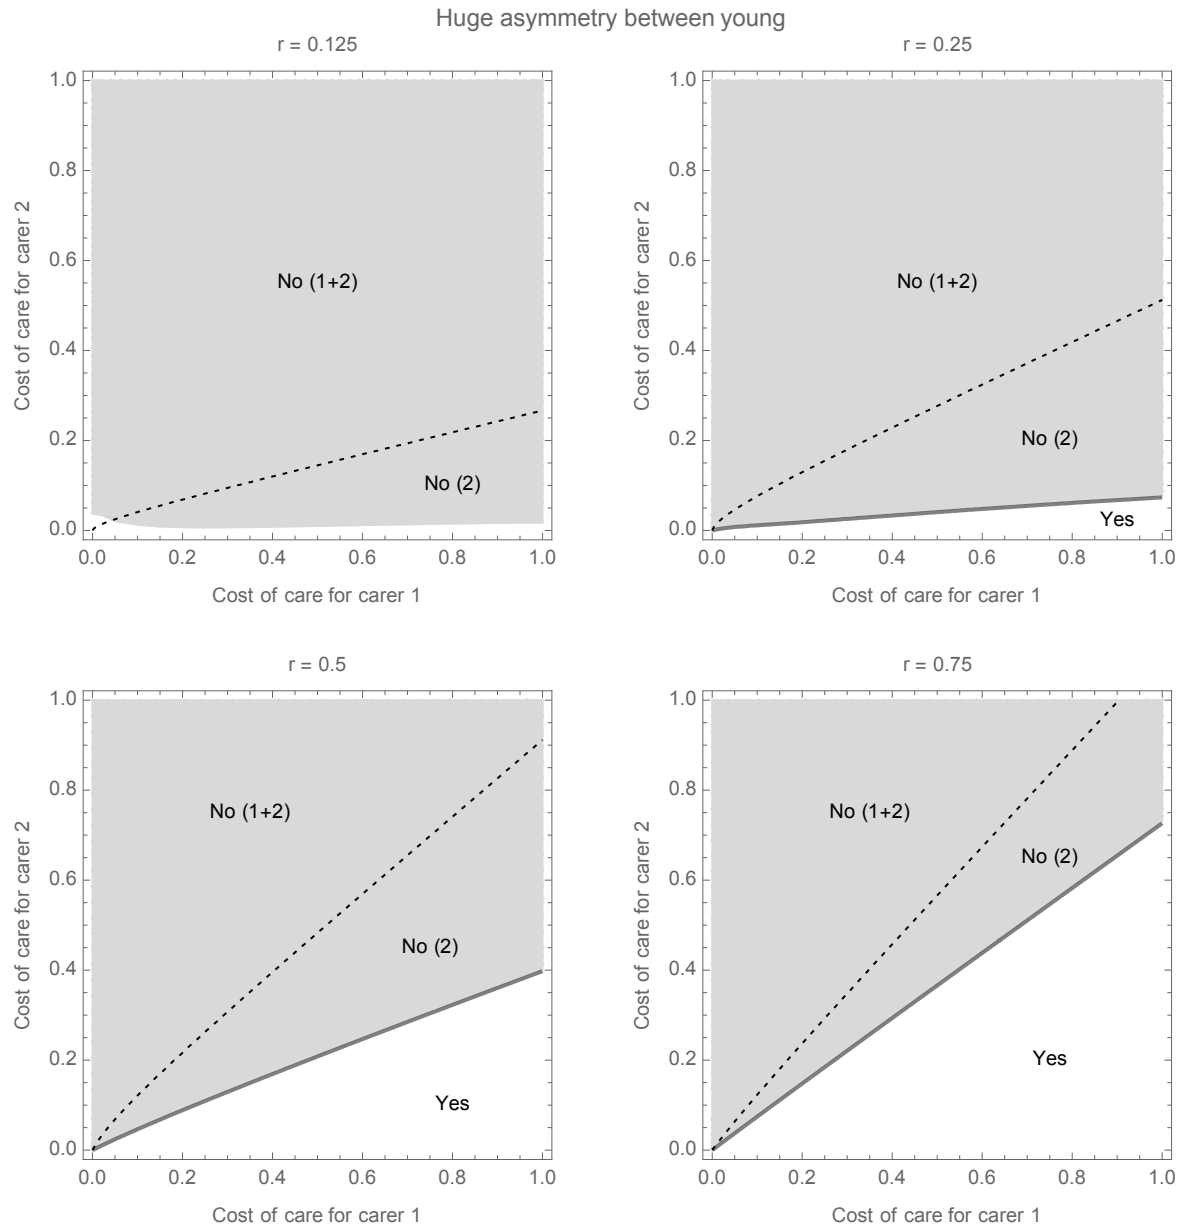 Huge asymmetry between young
r = 0.125
1.0
0.8
0.6
0.4
0.2
0.0
Cost of care for carer 2
No (1+2)
No (2)
0.0 0.2 0.4 0.6 0.8 1.0
Cost of care for carer 1
r = 0.25
1.0
0.8
0.6
0.4
0.2
0.0
Cost of care for carer 2
No (1+2)
No (2)
Yes
0.0 0.2 0.4 0.6 0.8 1.0
Cost of care for carer 1
r = 0.5
1.0
0.8
0.6
0.4
0.2
0.0
Cost of care for carer 2
No (1+2)
No (2)
Yes
0.0 0.2 0.4 0.6 0.8 1.0
Cost of care for carer 1
r = 0.75
1.0
0.8
0.6
0.4
0.2
0.0
Cost of care for carer 2
No (1+2)
No (2)
Yes
0.0 0.2 0.4 0.6 0.8 1.0
Cost of care for carer 1